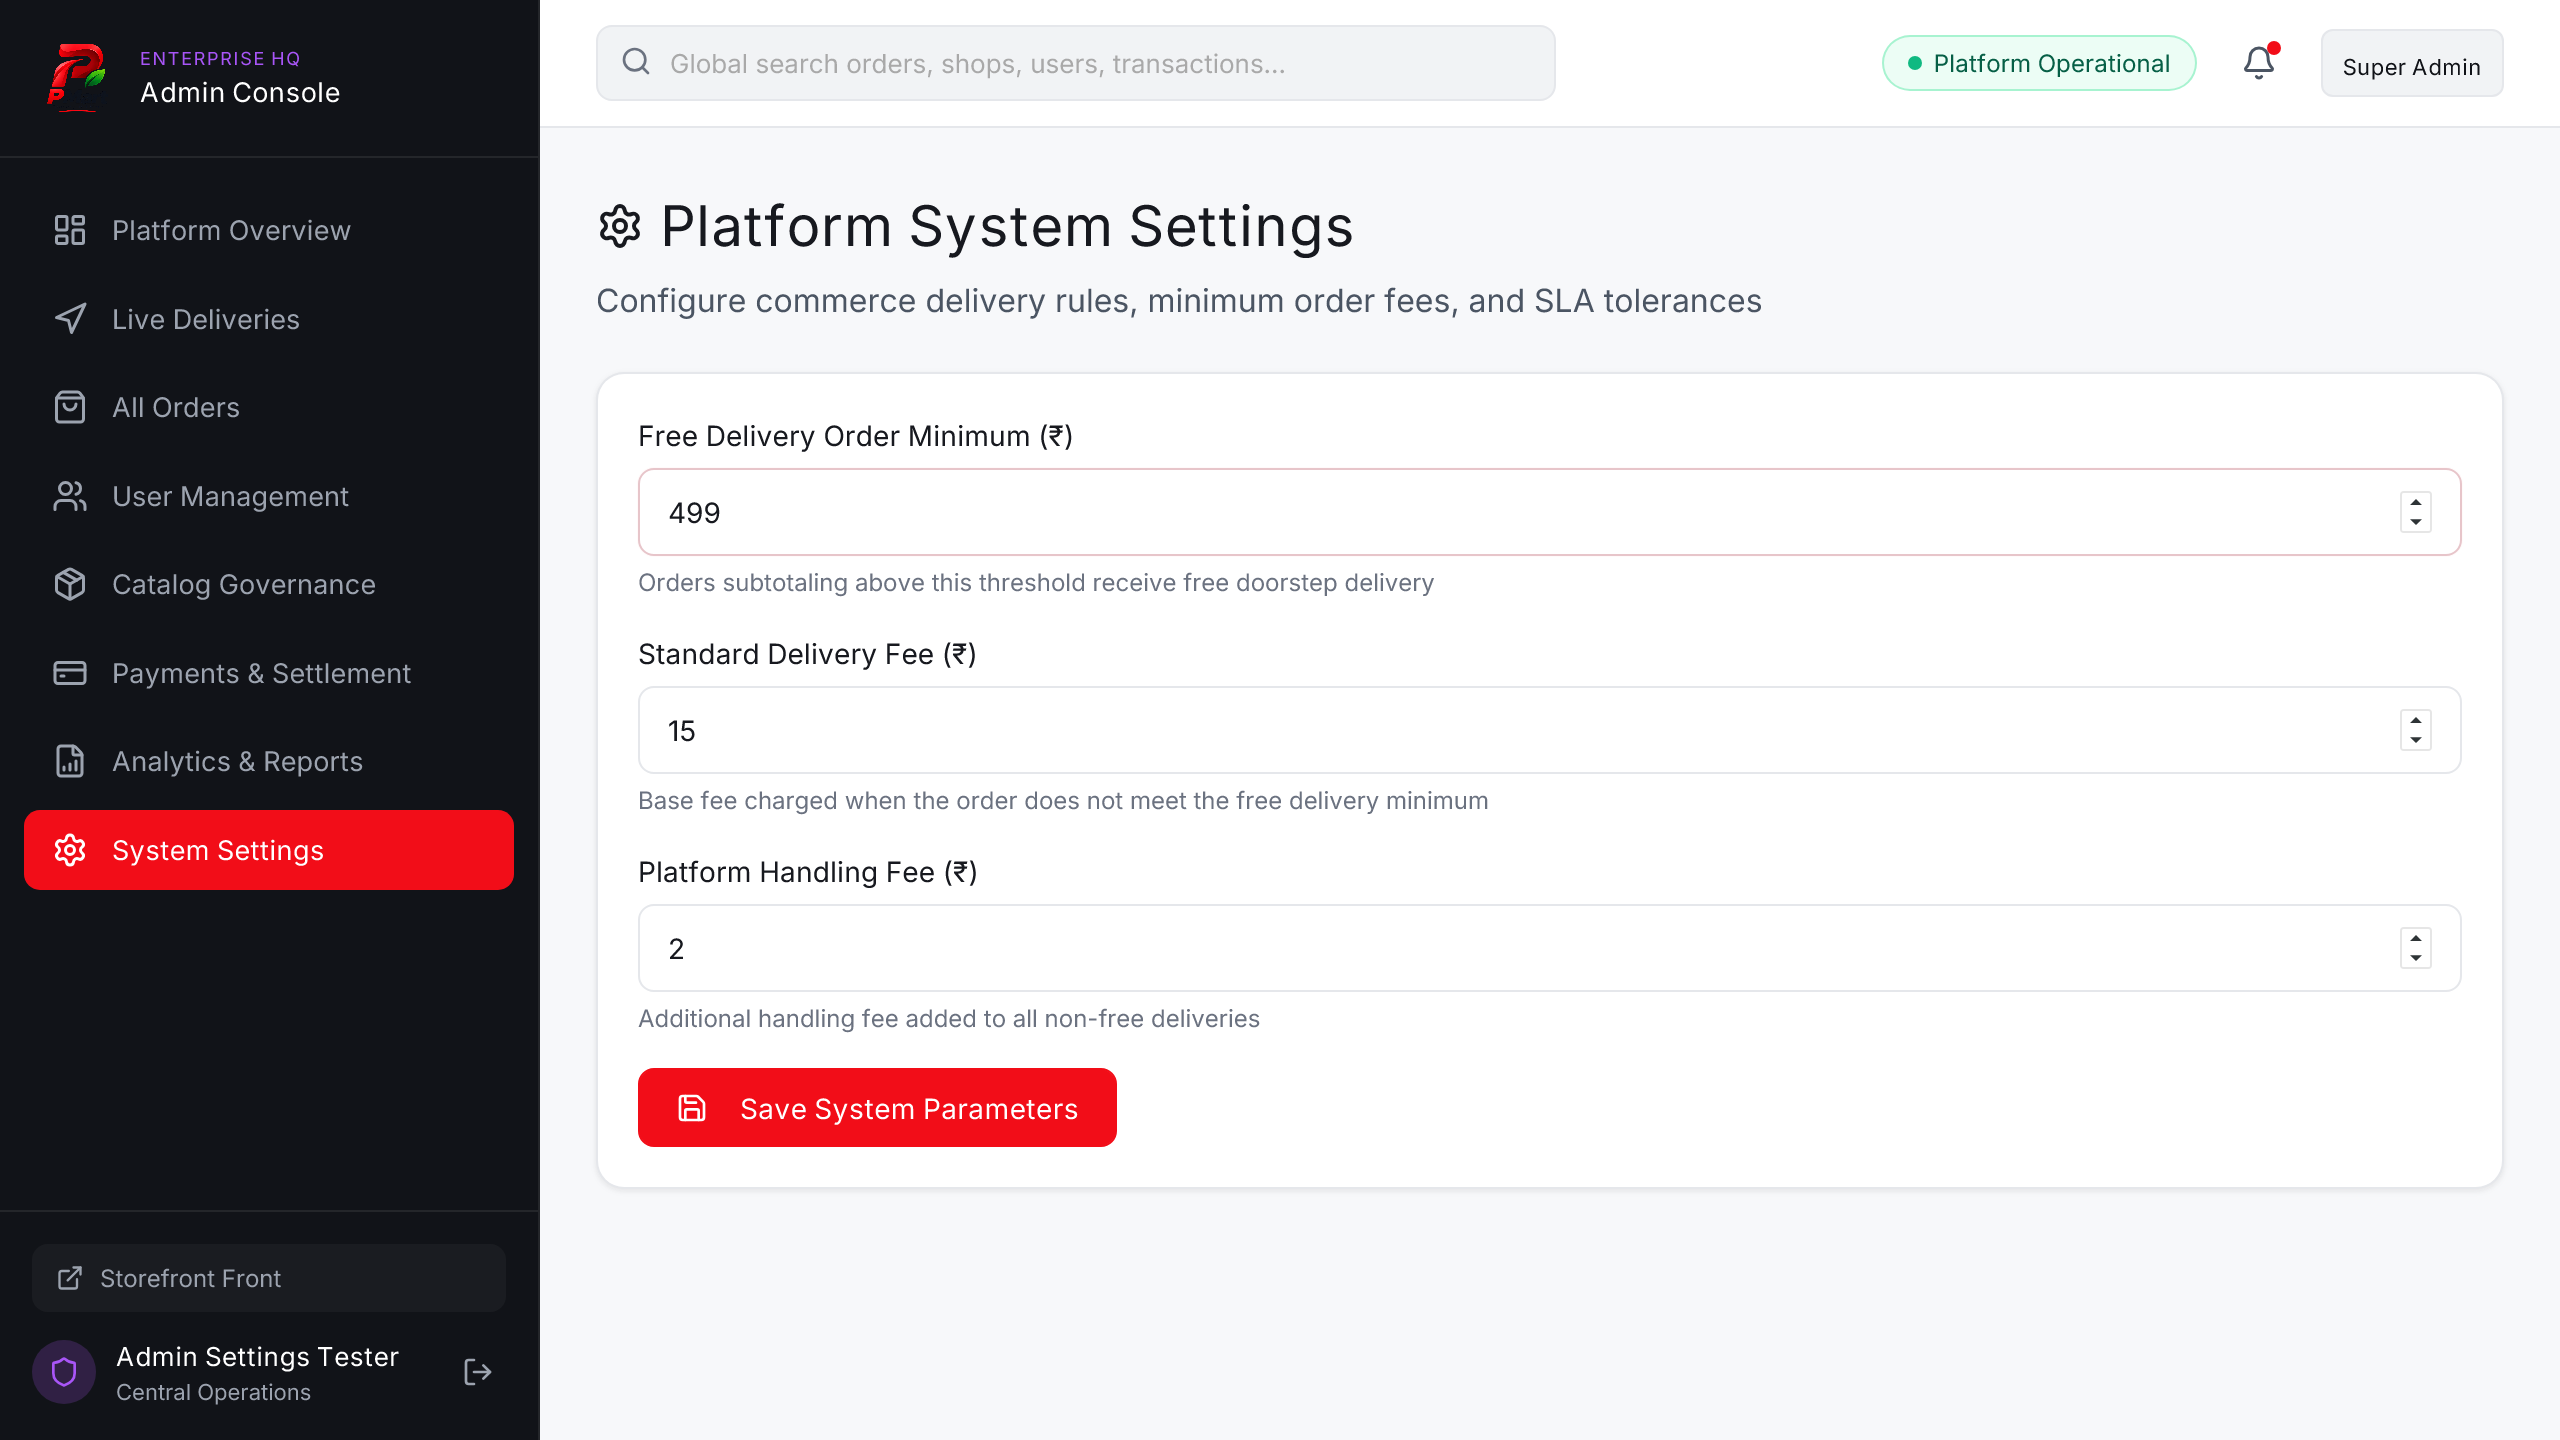 ENTERPRISE HQ
Admin Console
Platform Overview
Live Deliveries
All Orders
User Management
Catalog Governance
Payments & Settlement
Analytics & Reports
System Settings
Storefront Front
Admin Settings Tester
Central Operations
Global search orders, shops, users, transactions...
Platform Operational
Super Admin
Platform System Settings
Configure commerce delivery rules, minimum order fees, and SLA tolerances
Free Delivery Order Minimum (₹)
499
Orders subtotaling above this threshold receive free doorstep delivery
Standard Delivery Fee (₹)
15
Base fee charged when the order does not meet the free delivery minimum
Platform Handling Fee (₹)
2
Additional handling fee added to all non-free deliveries
Save System Parameters